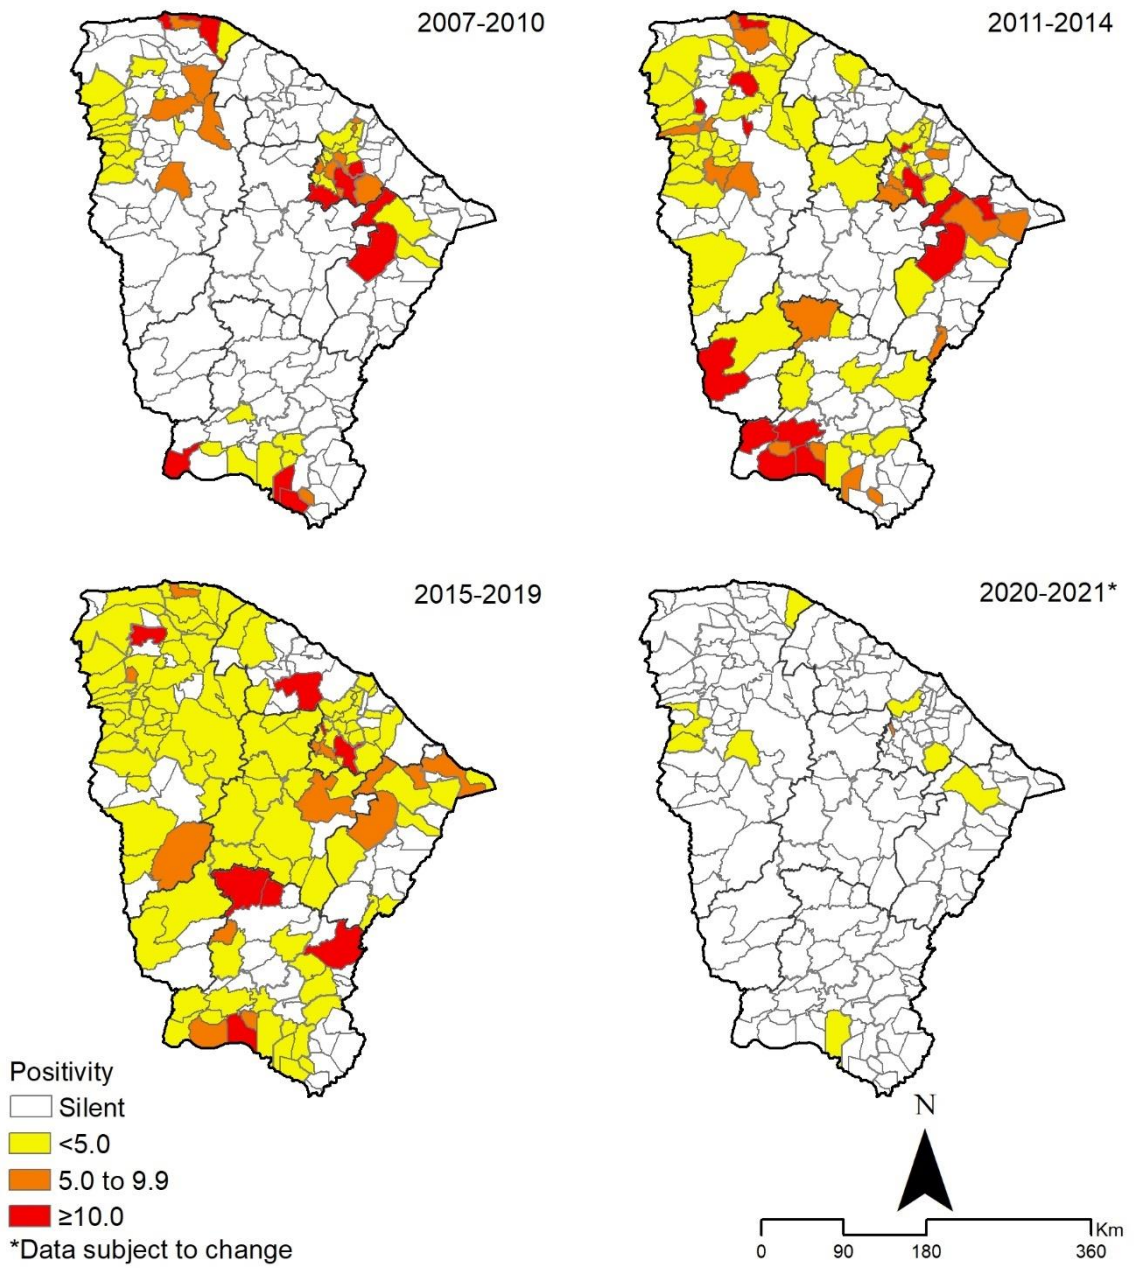 2007-2010
2011-2014
2015-2019
2020-2021*
Positivity
Silent
<5.0
5.0 to 9.9
≥10.0
*Data subject to change
N
Km
0 90 180 360